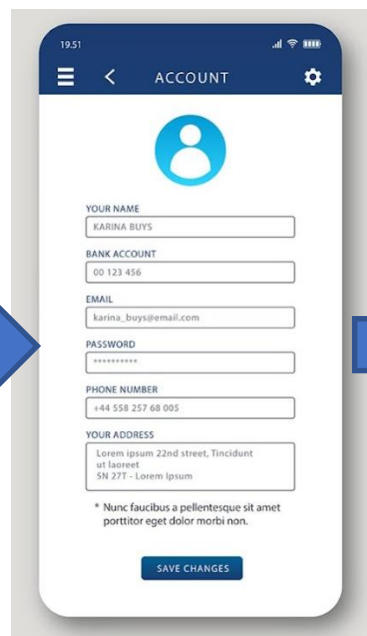 19.51
ACCOUNT
YOUR NAME
KARINA BUYS
BANK ACCOUNT
00 123 456
EMAIL
karina_buys@email.com
PASSWORD
**********
PHONE NUMBER
+44 558 257 68 005
YOUR ADDRESS
Lorem ipsum 22nd street, Tincidunt
ut laoreet
SN 27T - Lorem Ipsum
* Nunc faucibus a pellentesque sit amet
porttitor eget dolor morbi non.
SAVE CHANGES